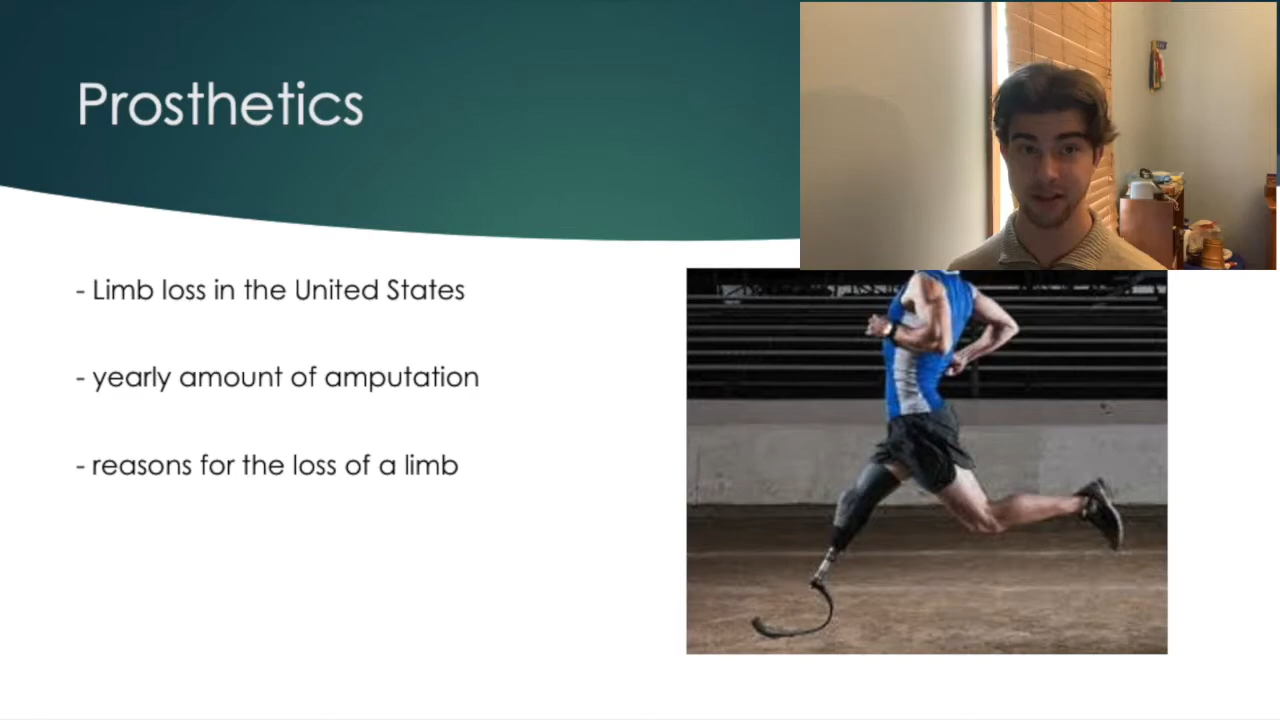 Prosthetics
- Limb loss in the United States
- yearly amount of amputation
- reasons for the loss of a limb